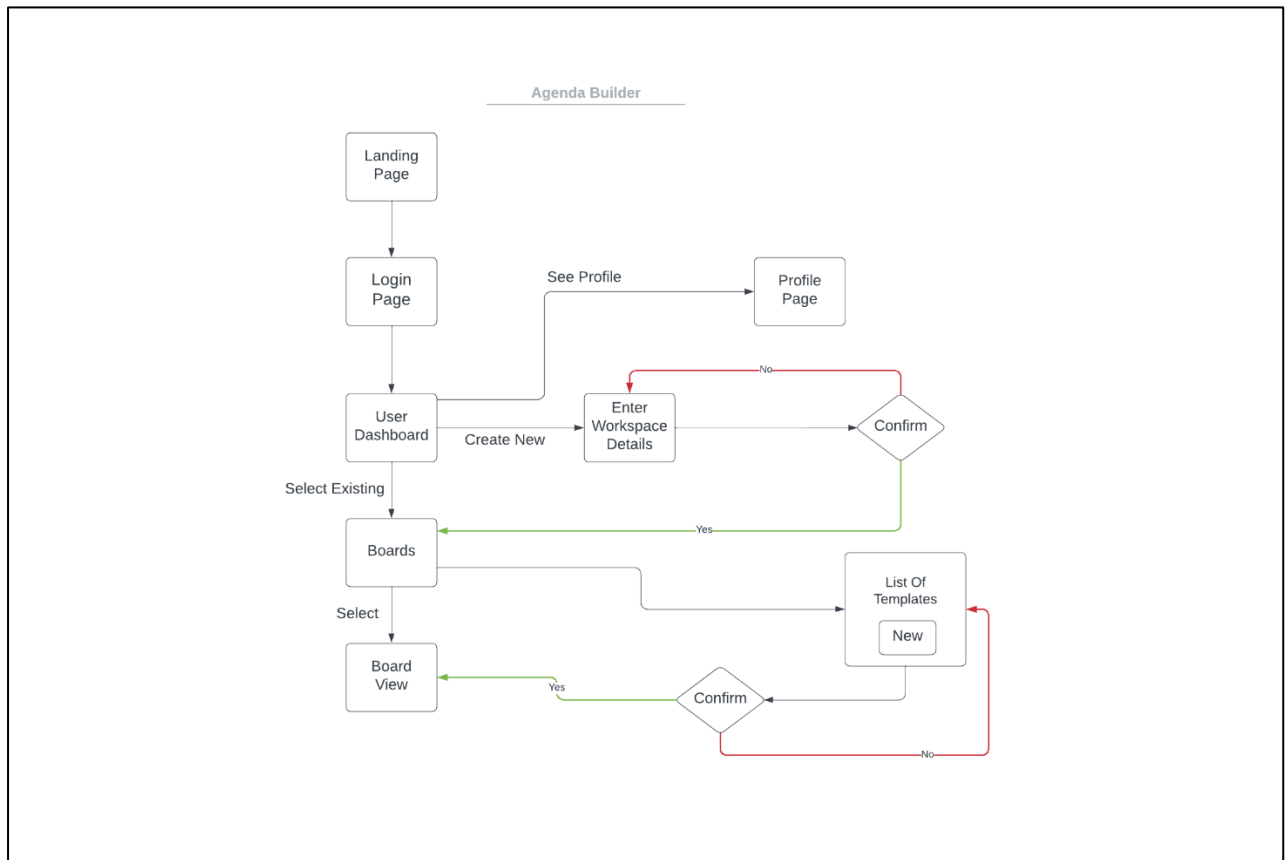 Agenda Builder
Landing
Page
Login
Page
See Profile
Profile
Page
No
User
Dashboard
Create New
Enter
Workspace
Details
Confirm
Select Existing
Yes
Boards
List Of
Templates
New
Select
Board
View
Yes
Confirm
No